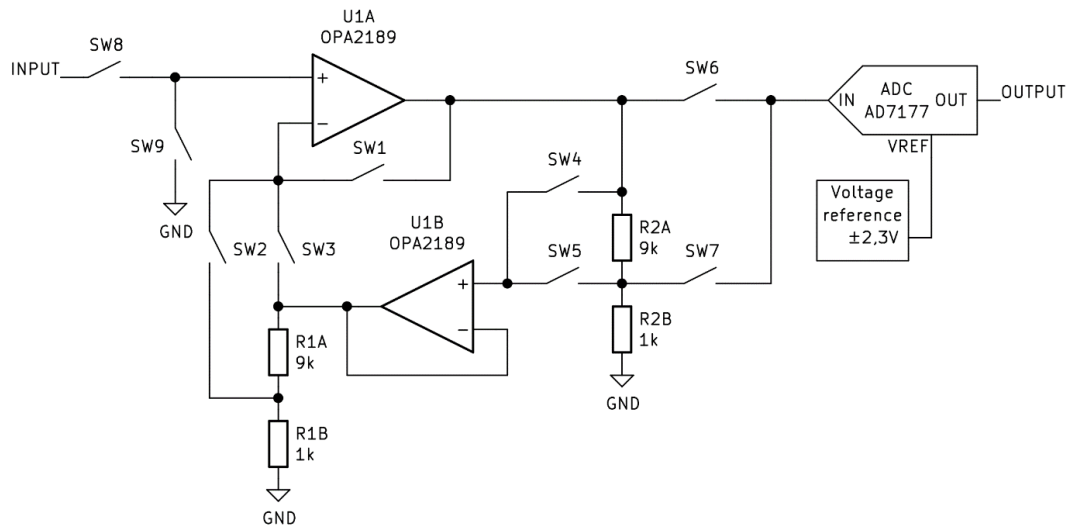 U1A
OPA2189
SW8
INPUT
+
−
SW9
GND
SW1
SW2
SW3
SW4
SW5
SW6
SW7
U1B
OPA2189
+
−
R2A
9k
R2B
1k
GND
R1A
9k
R1B
1k
GND
ADC
IN
OUT
AD7177
OUTPUT
VREF
Voltage
reference
±2,3V